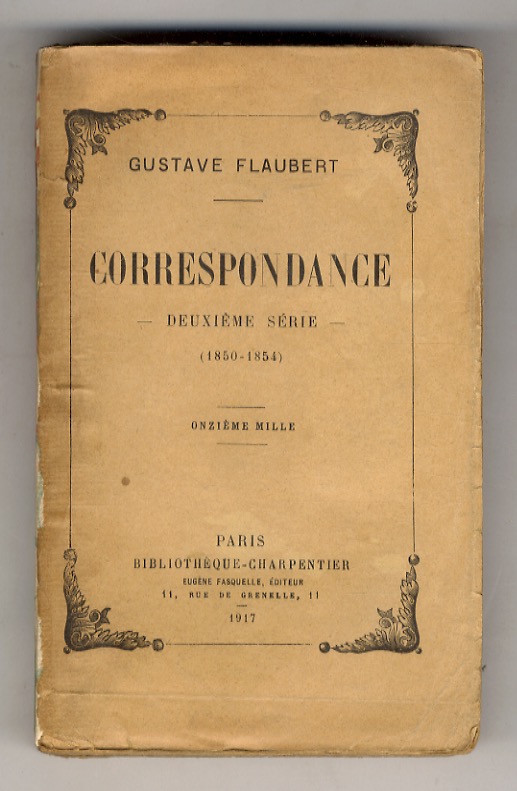 GUSTAVE FLAUBERT
CORRESPONDANCE
— DEUXIÈME SÉRIE —
(1850-1854)
ONZIÈME MILLE
PARIS
BIBLIOTHÈQUE-CHARPENTIER
EUGÈNE FASQUELLE, ÉDITEUR
11, RUE DE GRENELLE, 11
1917